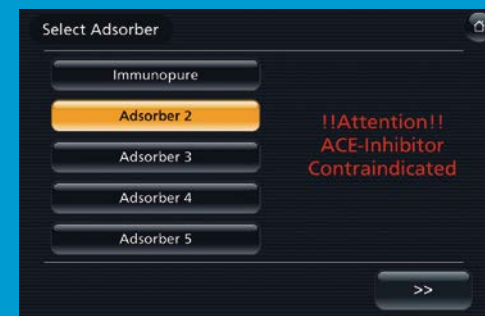 Select Adsorber
Immunopure
Adsorber 2
Adsorber 3
Adsorber 4
Adsorber 5
!!Attention!!
ACE-Inhibitor
Contraindicated
>>